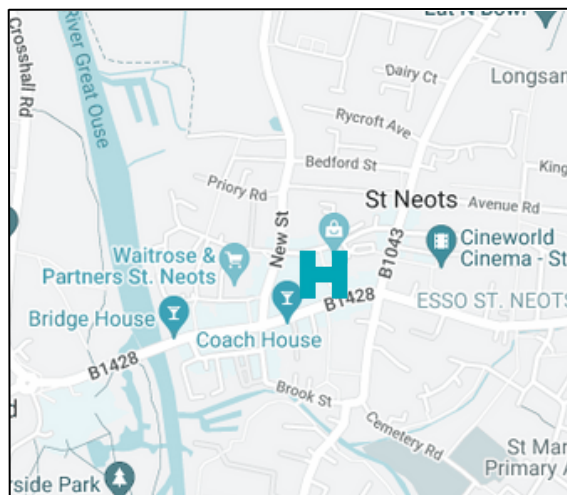 Eat N Bowl
Crosshall Rd
River Great Ouse
Dairy Ct
Longsan
Rycroft Ave
Bedford St
King
Priory Rd
St Neots
Avenue Rd
New St
Waitrose &
Partners St. Neots
B1043
Cineworld
Cinema - St
H
B1428
ESSO ST. NEOTS
Bridge House
Coach House
B1428
Brook St
Cemetery Rd
d
St Mar
Primary A
rside Park